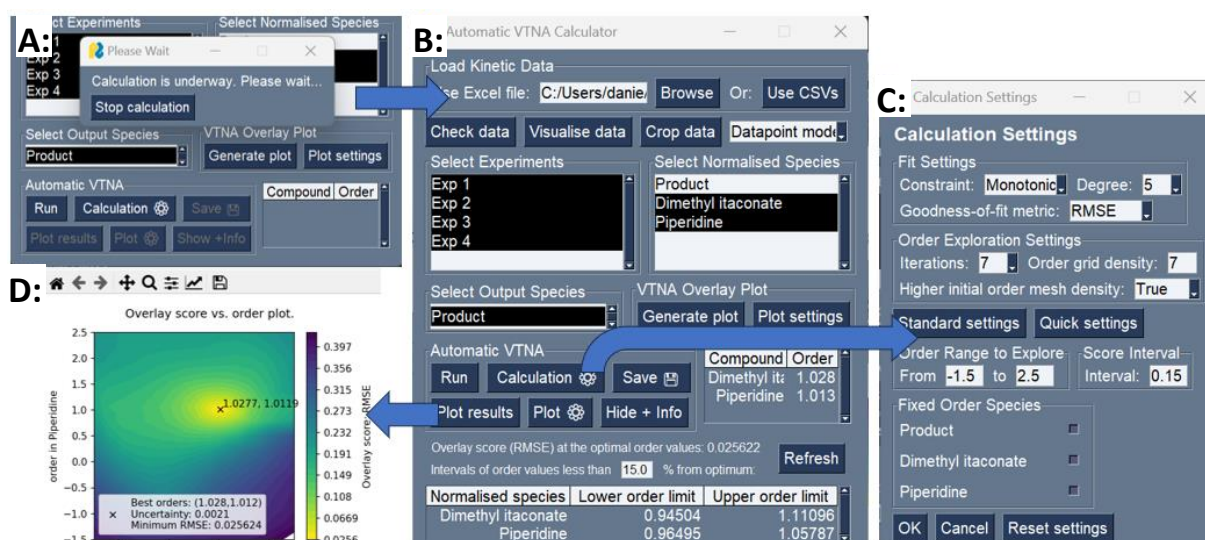 A:
ct Experiments Select Normalised Species
Please Wait
Exp 2
Exp 3
Exp 4
Calculation is underway. Please wait...
Stop calculation
Select Output Species VTNA Overlay Plot
Product Generate plot Plot settings
Automatic VTNA Compound Order
Run Calculation Save
Plot results Plot Show +Info
B:
Automatic VTNA Calculator
Load Kinetic Data
se Excel file: C:/Users/danie/ Browse Or: Use CSVs
Check data Visualise data Crop data Datapoint mode
Select Experiments Select Normalised Species
Exp 1 Product
Exp 2 Dimethyl itaconate
Exp 3 Piperidine
Exp 4
Select Output Species VTNA Overlay Plot
Product Generate plot Plot settings
Automatic VTNA Compound Order
Run Calculation Save Dimethyl ita 1.028
Piperidine 1.013
Plot results Plot Hide + Info
Overlay score (RMSE) at the optimal order values: 0.025622
Intervals of order values less than 15.0 % from optimum: Refresh
Normalised species Lower order limit Upper order limit
Dimethyl itaconate 0.94504 1.11096
Piperidine 0.96495 1.05787
C:
Calculation Settings
Calculation Settings
Fit Settings
Constraint: Monotonic Degree: 5
Goodness-of-fit metric: RMSE
Order Exploration Settings
Iterations: 7 Order grid density: 7
Higher initial order mesh density: True
Standard settings Quick settings
Order Range to Explore Score Interval
From -1.5 to 2.5 Interval: 0.15
Fixed Order Species
Product
Dimethyl itaconate
Piperidine
OK Cancel Reset settings
D:
Overlay score vs. order plot.
order in Piperidine
2.5
2.0
1.5
1.0
0.5
0.0
−0.5
−1.0
−1.5
1.0277, 1.0119
Best orders: (1.028,1.012)
Uncertainty: 0.0021
Minimum RMSE: 0.025624
0.397
0.356
0.315
0.273
0.232
0.191
0.149
0.108
0.0669
0.0256
Overlay score RMSE